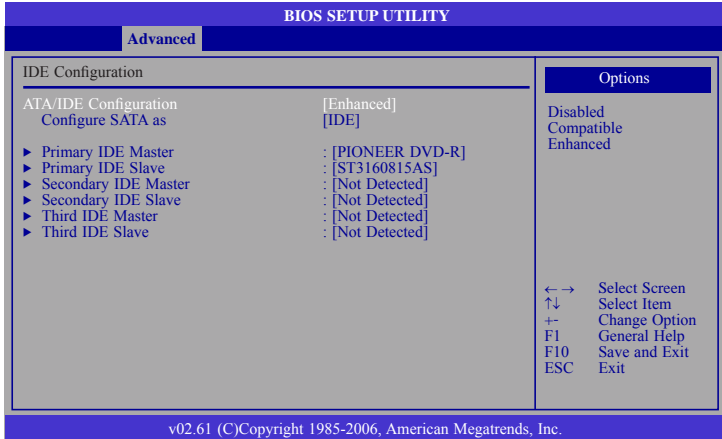 BIOS SETUP UTILITY
Advanced
IDE Configuration
ATA/IDE Configuration [Enhanced]
Configure SATA as [IDE]
▶ Primary IDE Master : [PIONEER DVD-R]
▶ Primary IDE Slave : [ST3160815AS]
▶ Secondary IDE Master : [Not Detected]
▶ Secondary IDE Slave : [Not Detected]
▶ Third IDE Master : [Not Detected]
▶ Third IDE Slave : [Not Detected]
Options
Disabled
Compatible
Enhanced
←→ Select Screen
↑↓ Select Item
+- Change Option
F1 General Help
F10 Save and Exit
ESC Exit
v02.61 (C)Copyright 1985-2006, American Megatrends, Inc.